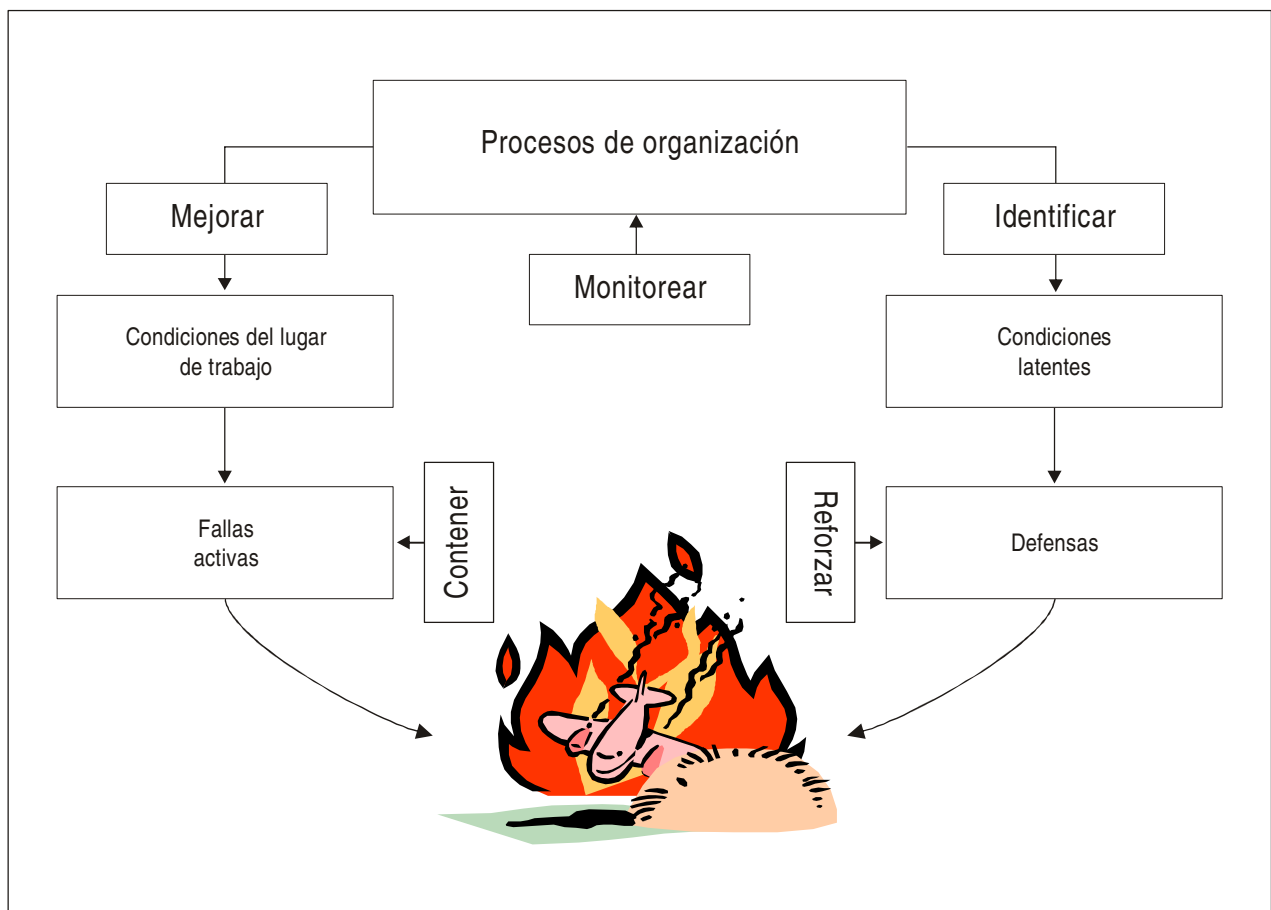 Procesos de organización
Mejorar
Identificar
Monitorear
Condiciones del lugar
de trabajo
Condiciones
latentes
Contener
Reforzar
Fallas
activas
Defensas